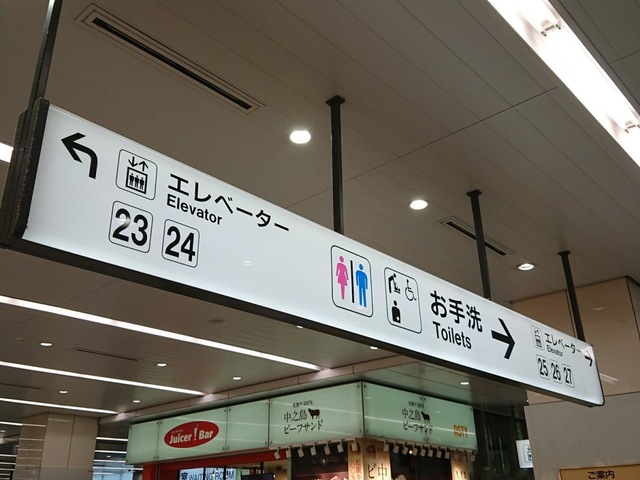 エレベーター
Elevator
23 24
お手洗
Toilets
エレベーター
Elevator
25 26 27
Juicer Bar
中之島
ビーフサンド
中之島
ビーフサンド
ご案内